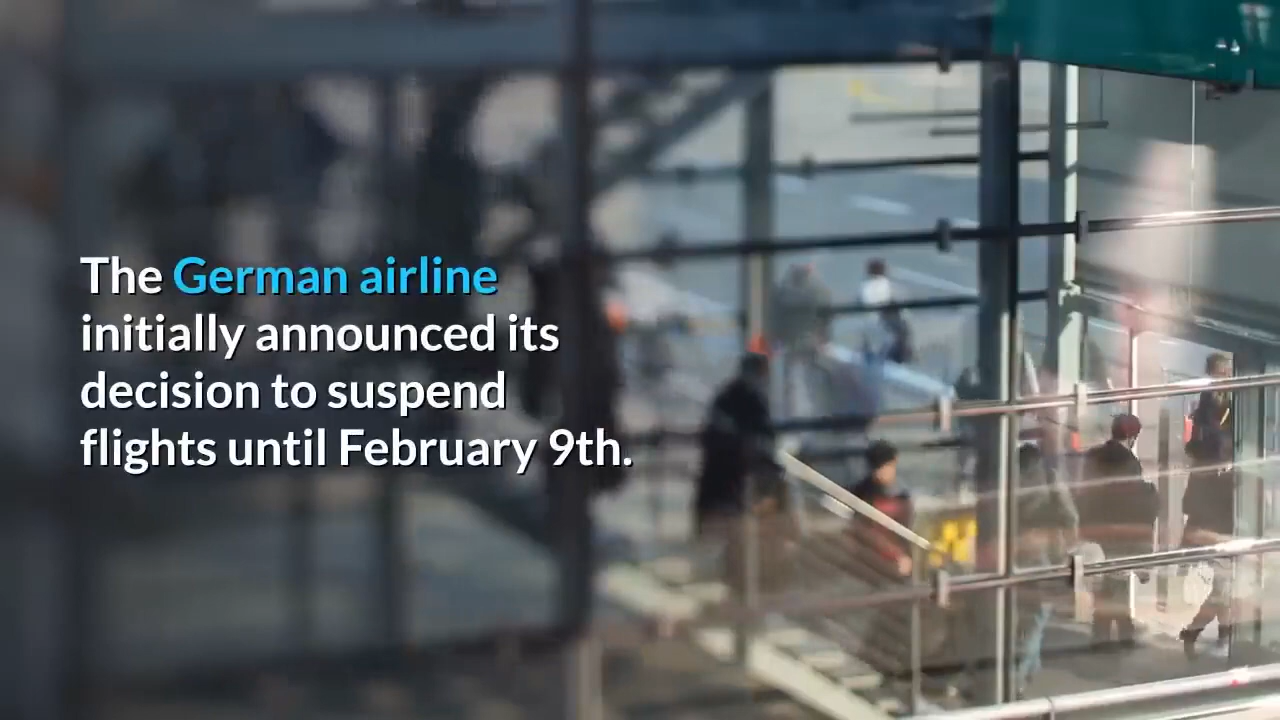 The German airline
initially announced its
decision to suspend
flights until February 9th.